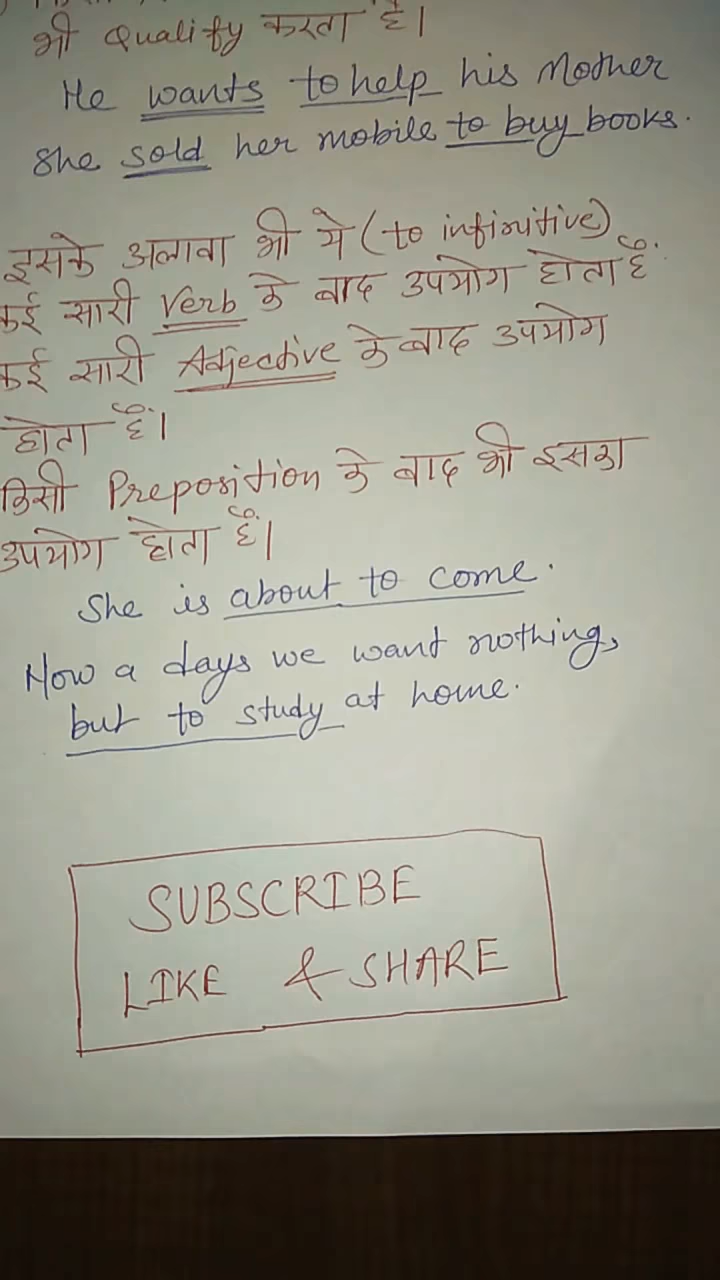 भी Qualify करता है।
He wants to help his Mother
She sold her mobile to buy books.
इसके अलावा भी ये (to infinitive)
कई सारी Verb के बाद उपयोग होता है.
कई सारी Adjective के बाद उपयोग
होता है।
किसी Preposition के बाद भी इसका
उपयोग होता है।
She is about to come.
Now a days we want nothing,
but to study at home.
SUBSCRIBE
LIKE & SHARE